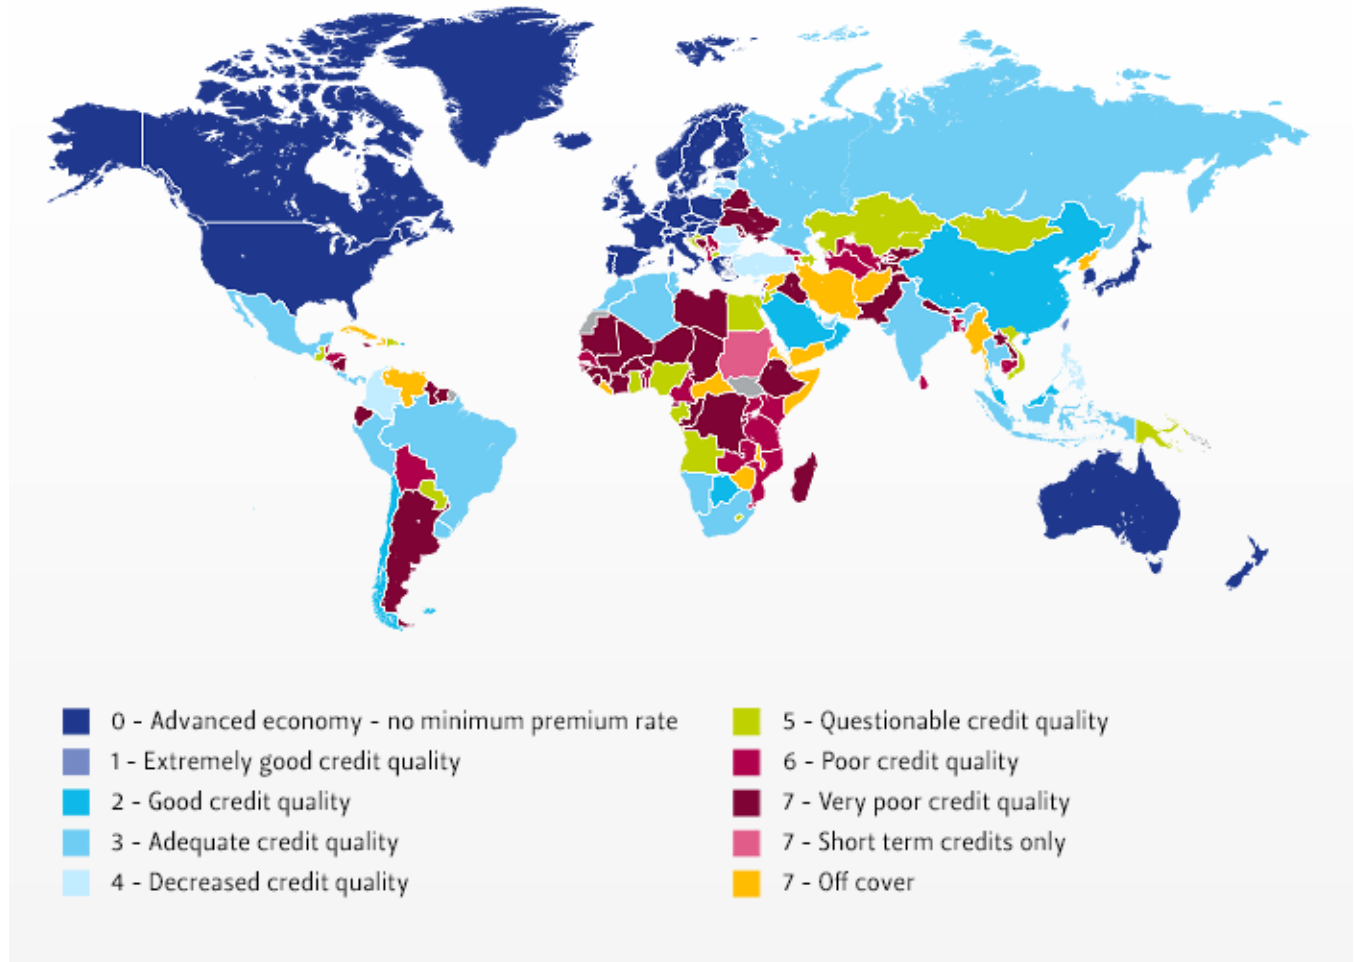 0 - Advanced economy - no minimum premium rate
1 - Extremely good credit quality
2 - Good credit quality
3 - Adequate credit quality
4 - Decreased credit quality
5 - Questionable credit quality
6 - Poor credit quality
7 - Very poor credit quality
7 - Short term credits only
7 - Off cover